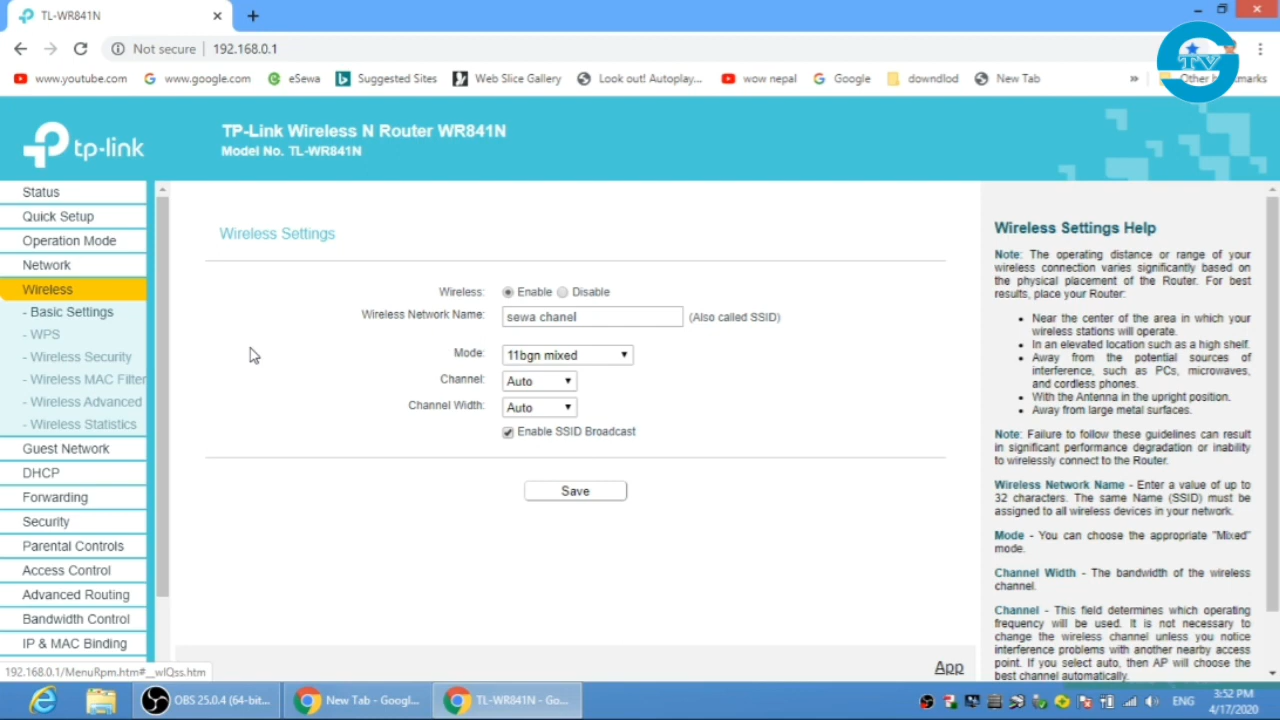 TL-WR841N
Not secure
192.168.0.1
www.youtube.com
www.google.com
eSewa
Suggested Sites
Web Slice Gallery
Look out! Autoplay...
wow nepal
Google
downdlod
New Tab
»
Other bookmarks
TV
tp-link
TP-Link Wireless N Router WR841N
Model No. TL-WR841N
Status
Quick Setup
Operation Mode
Network
Wireless
- Basic Settings
- WPS
- Wireless Security
- Wireless MAC Filter
- Wireless Advanced
- Wireless Statistics
Guest Network
DHCP
Forwarding
Security
Parental Controls
Access Control
Advanced Routing
Bandwidth Control
IP & MAC Binding
192.168.0.1/MenuRpm.htm#__wlQss.htm
Wireless Settings
Wireless: Enable Disable
Wireless Network Name: sewa chanel (Also called SSID)
Mode: 11bgn mixed
Channel: Auto
Channel Width: Auto
Enable SSID Broadcast
Save
App
Wireless Settings Help
Note: The operating distance or range of your
wireless connection varies significantly based on
the physical placement of the Router. For best
results, place your Router:
• Near the center of the area in which your
wireless stations will operate.
• In an elevated location such as a high shelf.
• Away from the potential sources of
interference, such as PCs, microwaves,
and cordless phones.
• With the Antenna in the upright position.
• Away from large metal surfaces.
Note: Failure to follow these guidelines can result
in significant performance degradation or inability
to wirelessly connect to the Router.
Wireless Network Name - Enter a value of up to
32 characters. The same Name (SSID) must be
assigned to all wireless devices in your network.
Mode - You can choose the appropriate "Mixed"
mode.
Channel Width - The bandwidth of the wireless
channel.
Channel - This field determines which operating
frequency will be used. It is not necessary to
change the wireless channel unless you notice
interference problems with another nearby access
point. If you select auto, then AP will choose the
best channel automatically.
OBS 25.0.4 (64-bit...
New Tab - Googl...
TL-WR841N - Go...
ENG
3:52 PM
4/17/2020